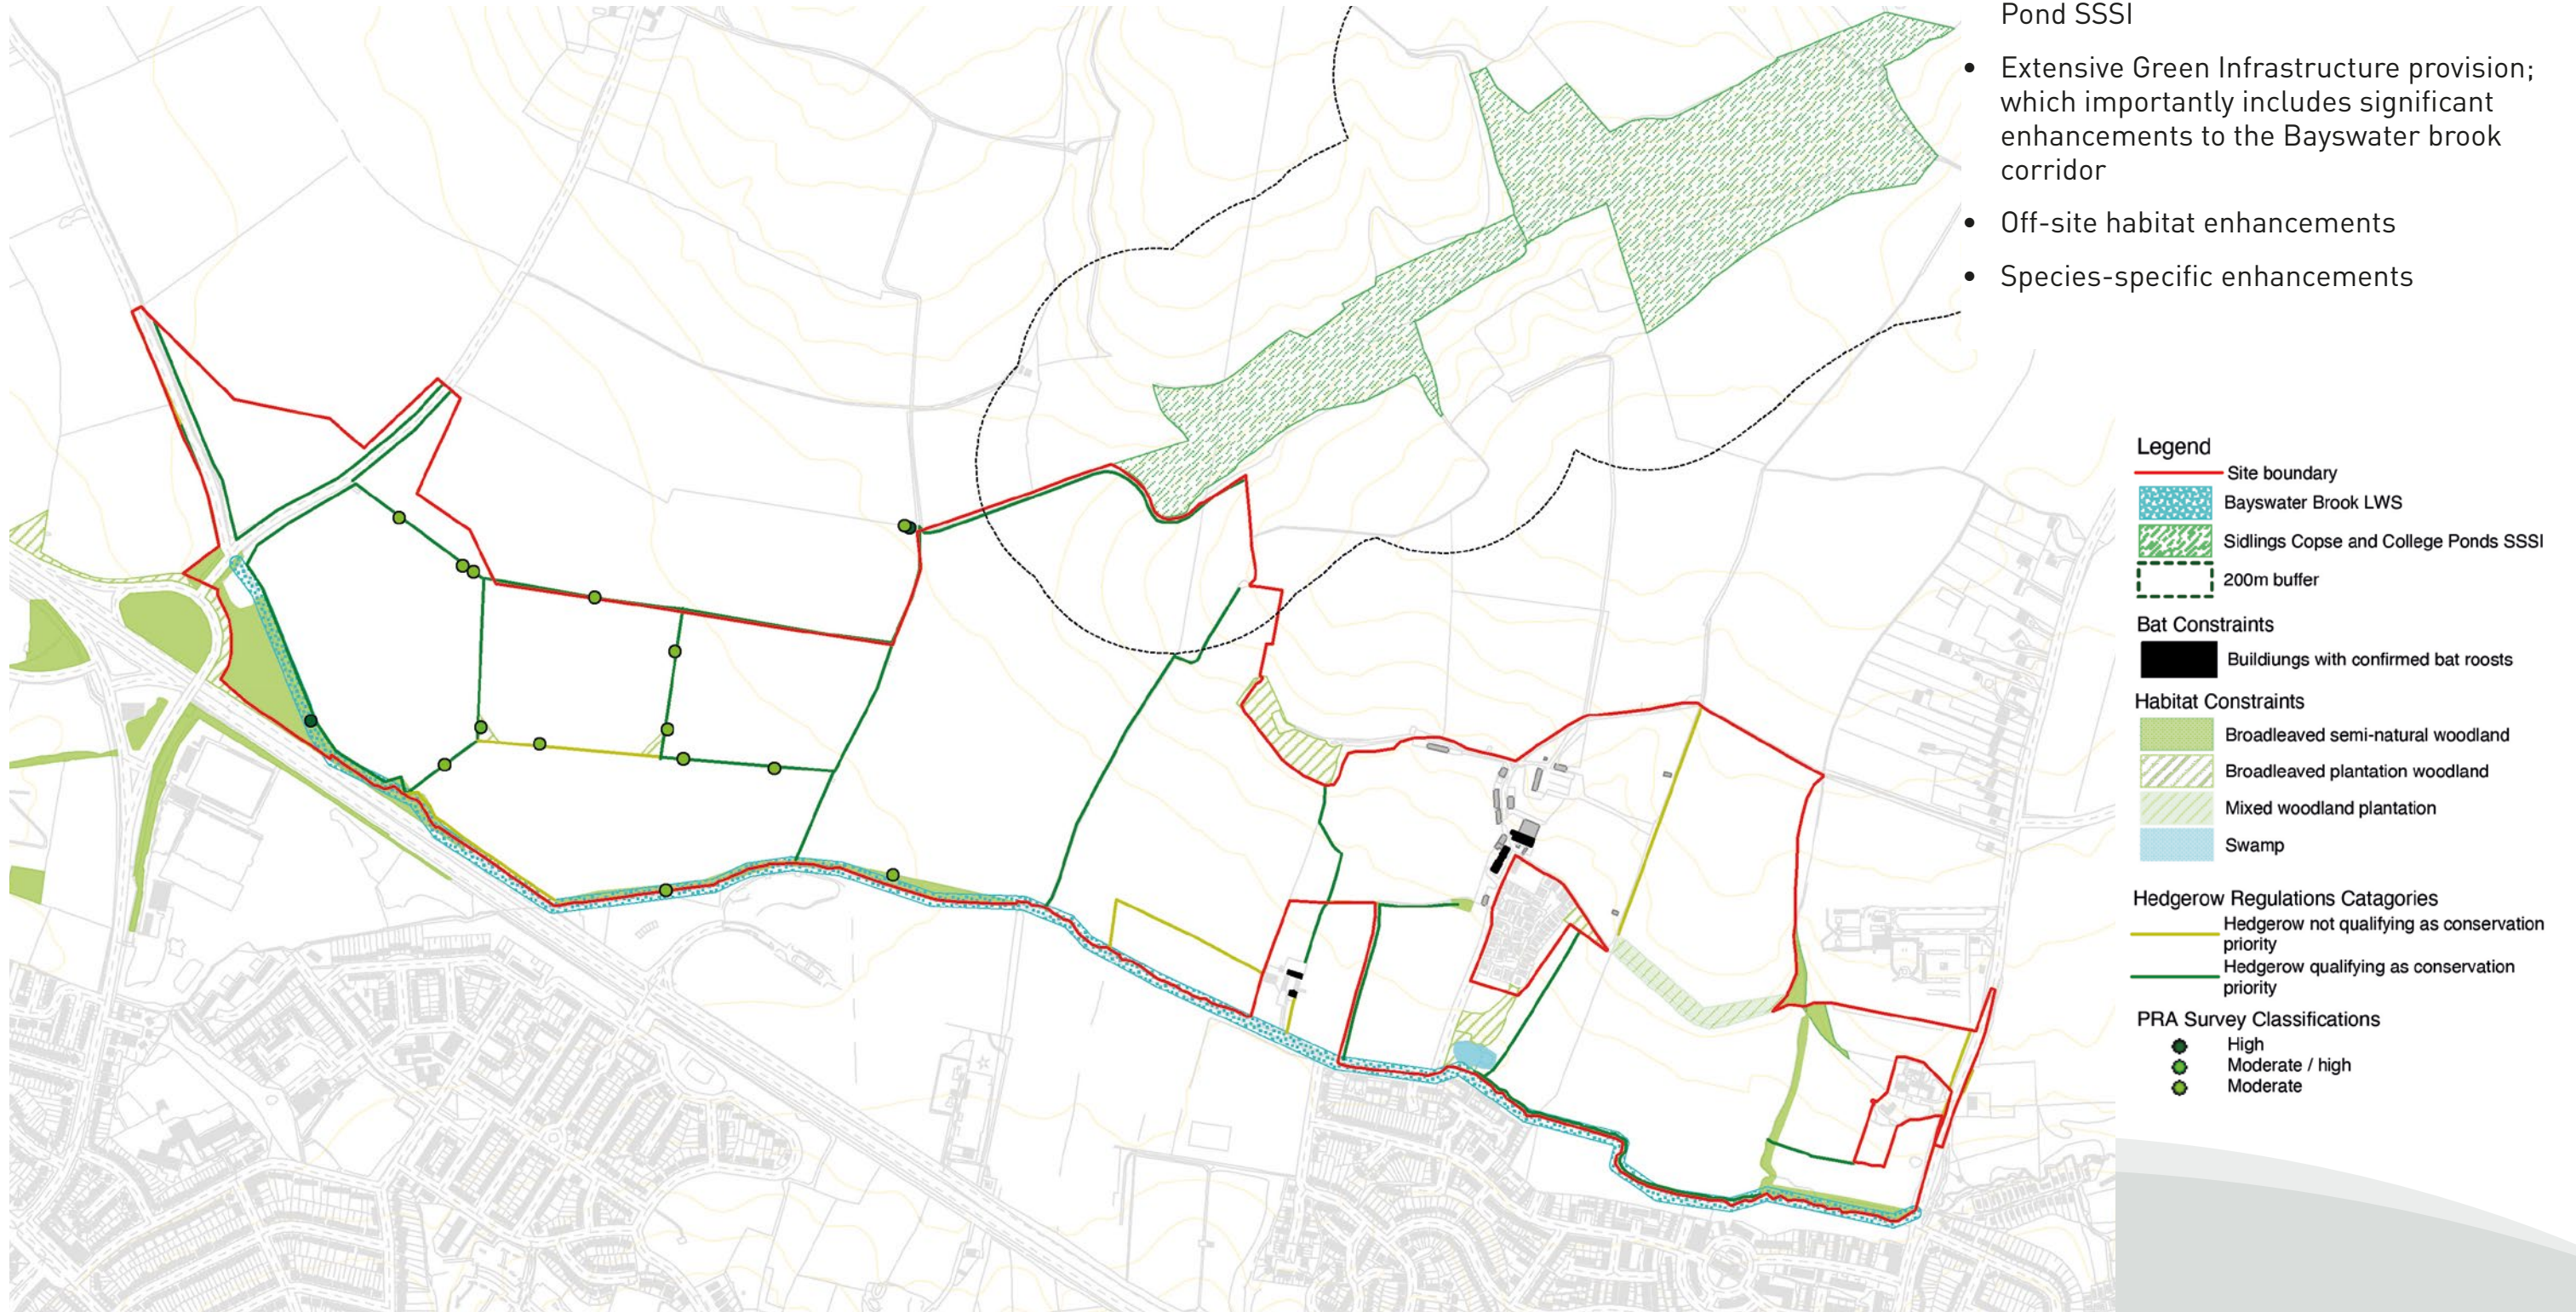 Pond SSSI
• Extensive Green Infrastructure provision;
which importantly includes significant
enhancements to the Bayswater brook
corridor
• Off-site habitat enhancements
• Species-specific enhancements
Legend
Site boundary
Bayswater Brook LWS
Sidlings Copse and College Ponds SSSI
200m buffer
Bat Constraints
Buildiungs with confirmed bat roosts
Habitat Constraints
Broadleaved semi-natural woodland
Broadleaved plantation woodland
Mixed woodland plantation
Swamp
Hedgerow Regulations Catagories
Hedgerow not qualifying as conservation
priority
Hedgerow qualifying as conservation
priority
PRA Survey Classifications
High
Moderate / high
Moderate